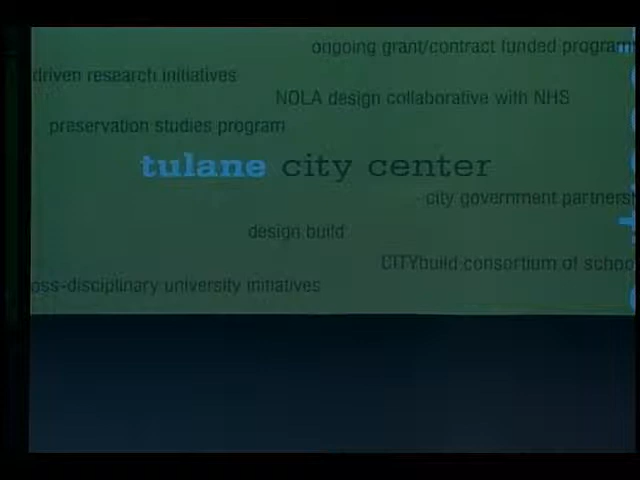 ongoing grant/contract funded program
driven research initiatives
NOLA design collaborative with NHS
preservation studies program
tulane city center
city government partners
design build
CITYbuild consortium of schoo
oss-disciplinary university initiatives